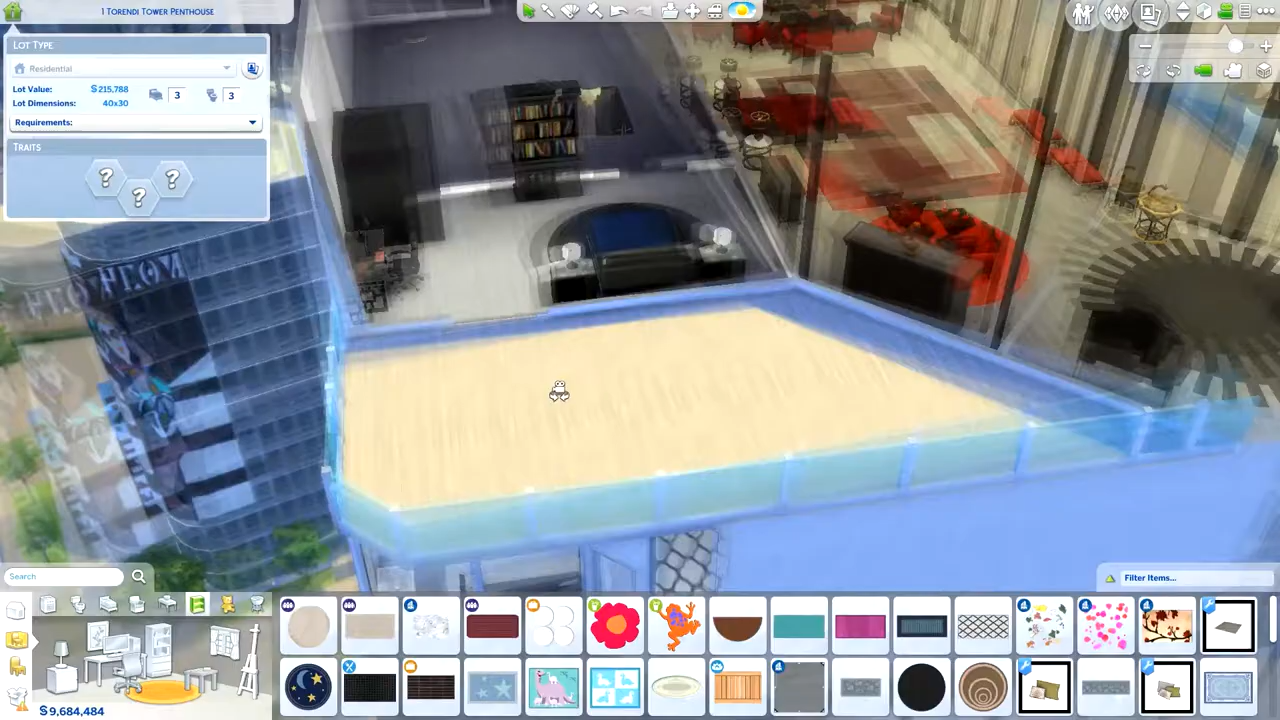 1 Torendi Tower Penthouse
Lot Type
Residential
Lot Value: §215,788
3
3
Lot Dimensions: 40x30
Requirements:
Traits
? ? ?
Search
Filter Items...
§9,684,484